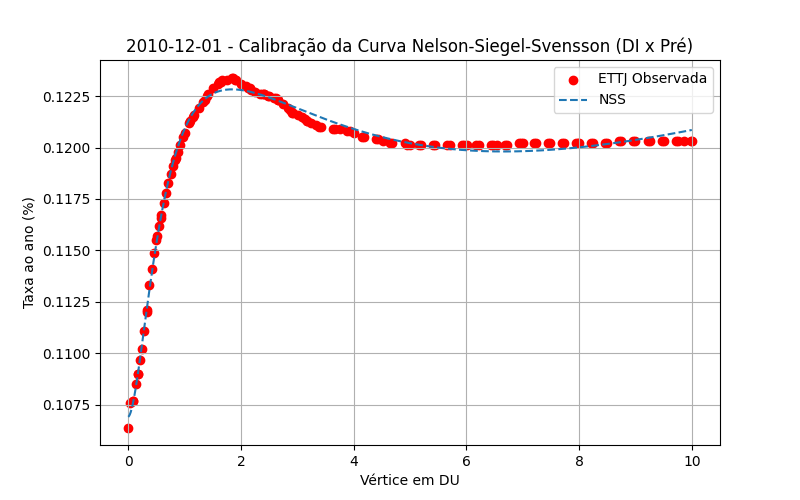 2010-12-01 - Calibração da Curva Nelson-Siegel-Svensson (DI x Pré)
ETTJ Observada
NSS
Taxa ao ano (%)
0.1225
0.1200
0.1175
0.1150
0.1125
0.1100
0.1075
0 2 4 6 8 10
Vértice em DU